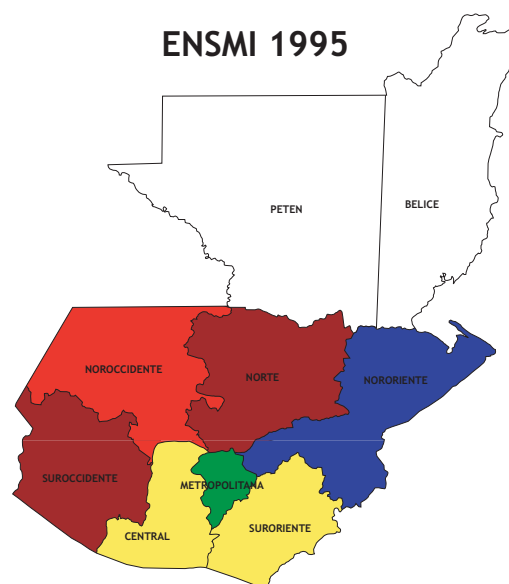 ENSMI 1995
PETEN
BELICE
NOROCCIDENTE
NORTE
NORORIENTE
SUROCCIDENTE
METROPOLITANA
CENTRAL
SURORIENTE